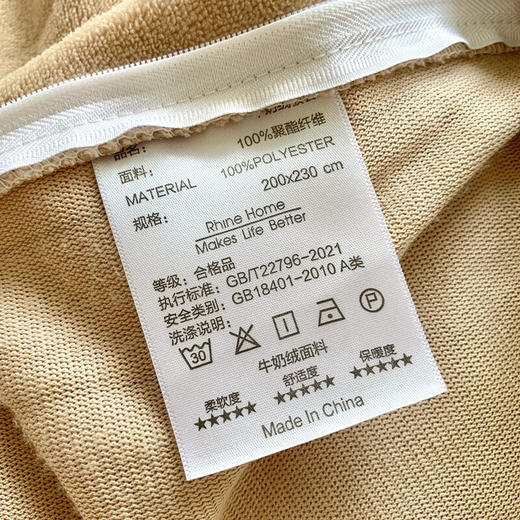 品名:
面料: 100%聚酯纤维
MATERIAL 100%POLYESTER
规格: 200x230 cm
Rhine Home
Makes Life Better
等级: 合格品
执行标准: GB/T22796-2021
安全类别: GB18401-2010 A类
洗涤说明:
30 P
牛奶绒面料
柔软度 舒适度 保暖度
★★★★★ ★★★★★ ★★★★★
Made In China